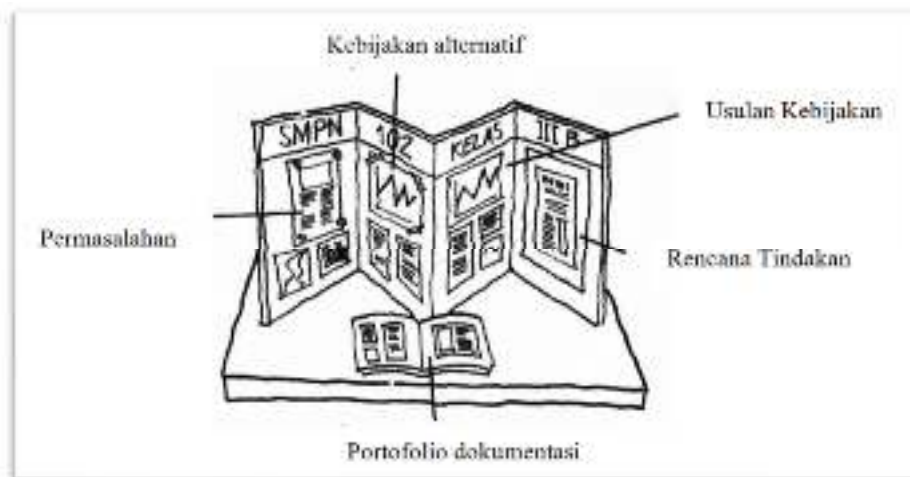 Kebijakan alternatif
Usulan Kebijakan
SMPN 102 KELAS III B
Permasalahan
Rencana Tindakan
Portofolio dokumentasi